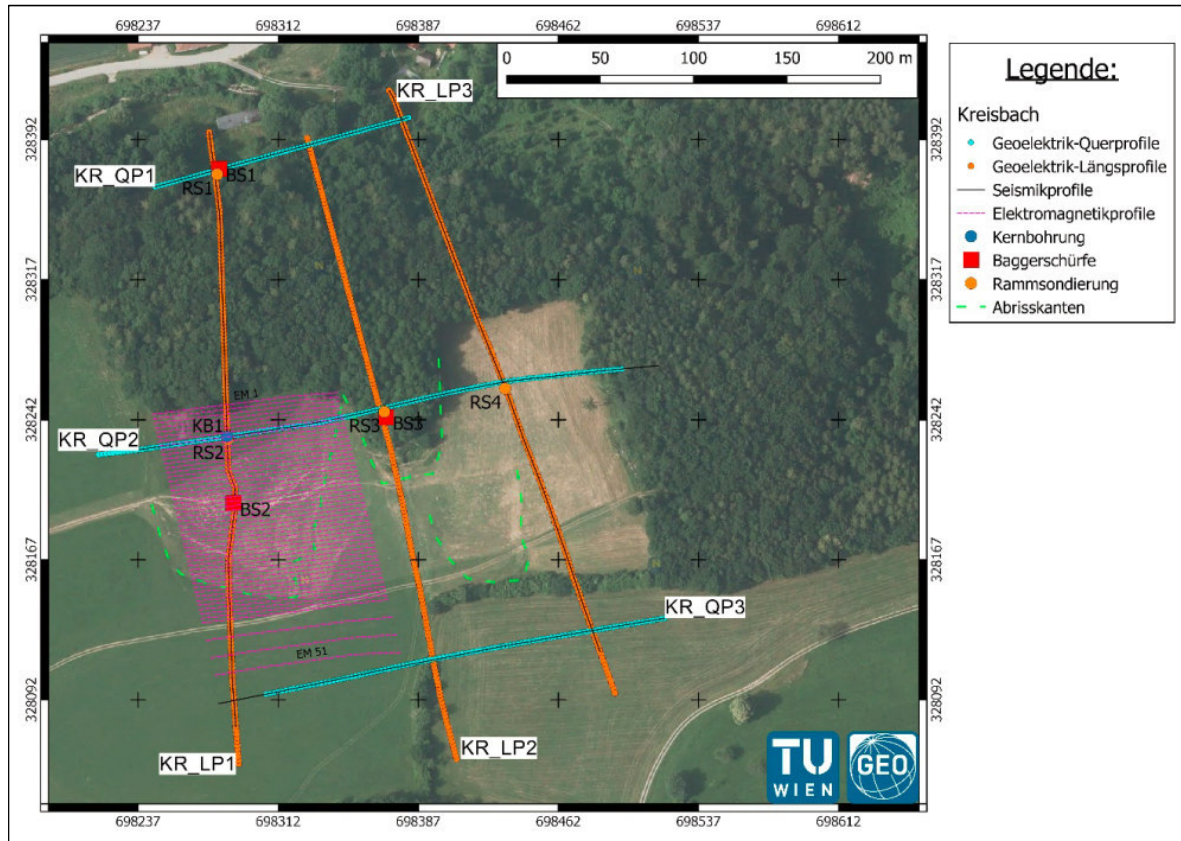 698237 698312 698387 698462 698537 698612
0 50 100 150 200 m
Legende:
Kreisbach
Geoelektrik-Querprofile
Geoelektrik-Längsprofile
Seismikprofile
Elektromagnetikprofile
Kernbohrung
Baggerschürfe
Rammsondierung
Abrisskanten
KR_LP3
328392 328392
KR_QP1
RS1 BS1
328317 328317
RS4
EM 1
328242 328242
KB1
RS3 BS3
KR_QP2
RS2
BS2
328167 328167
KR_QP3
EM 51
328092 328092
KR_LP1
KR_LP2
TU
WIEN
GEO
698237 698312 698387 698462 698537 698612